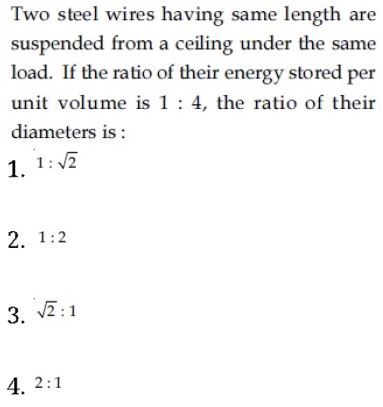 Two steel wires having same length are
suspended from a ceiling under the same
load. If the ratio of their energy stored per
unit volume is 1 : 4, the ratio of their
diameters is :
1. 1 : √2
2. 1 : 2
3. √2 : 1
4. 2 : 1